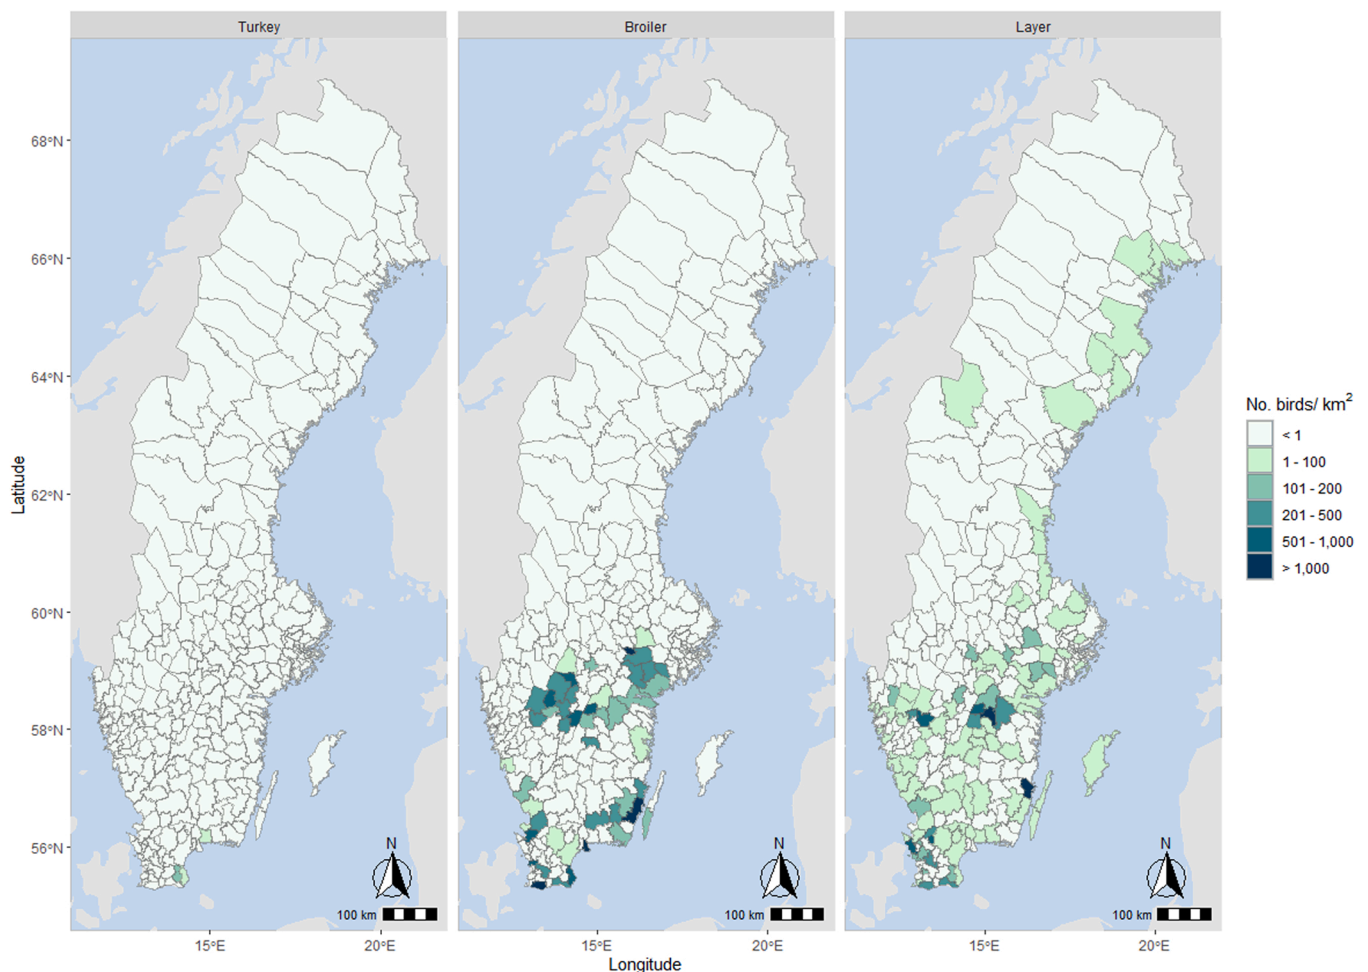 Turkey
Broiler
Layer
68°N
66°N
64°N
62°N
60°N
58°N
56°N
Latitude
N
100 km
N
100 km
N
100 km
15°E
20°E
15°E
20°E
15°E
20°E
Longitude
No. birds/ km²
< 1
1 - 100
101 - 200
201 - 500
501 - 1,000
> 1,000